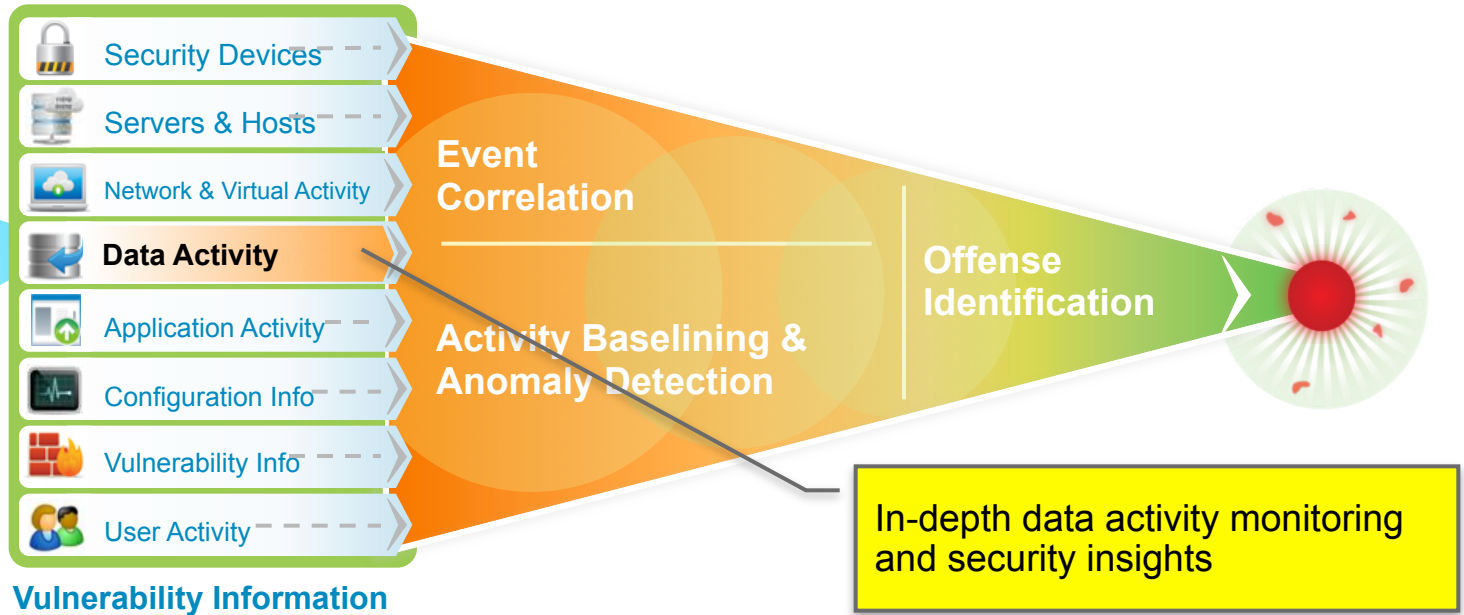 Security Devices
Servers & Hosts
Network & Virtual Activity
Data Activity
Application Activity
Configuration Info
Vulnerability Info
User Activity
Vulnerability Information
Event
Correlation
Activity Baselining &
Anomaly Detection
Offense
Identification
In-depth data activity monitoring
and security insights